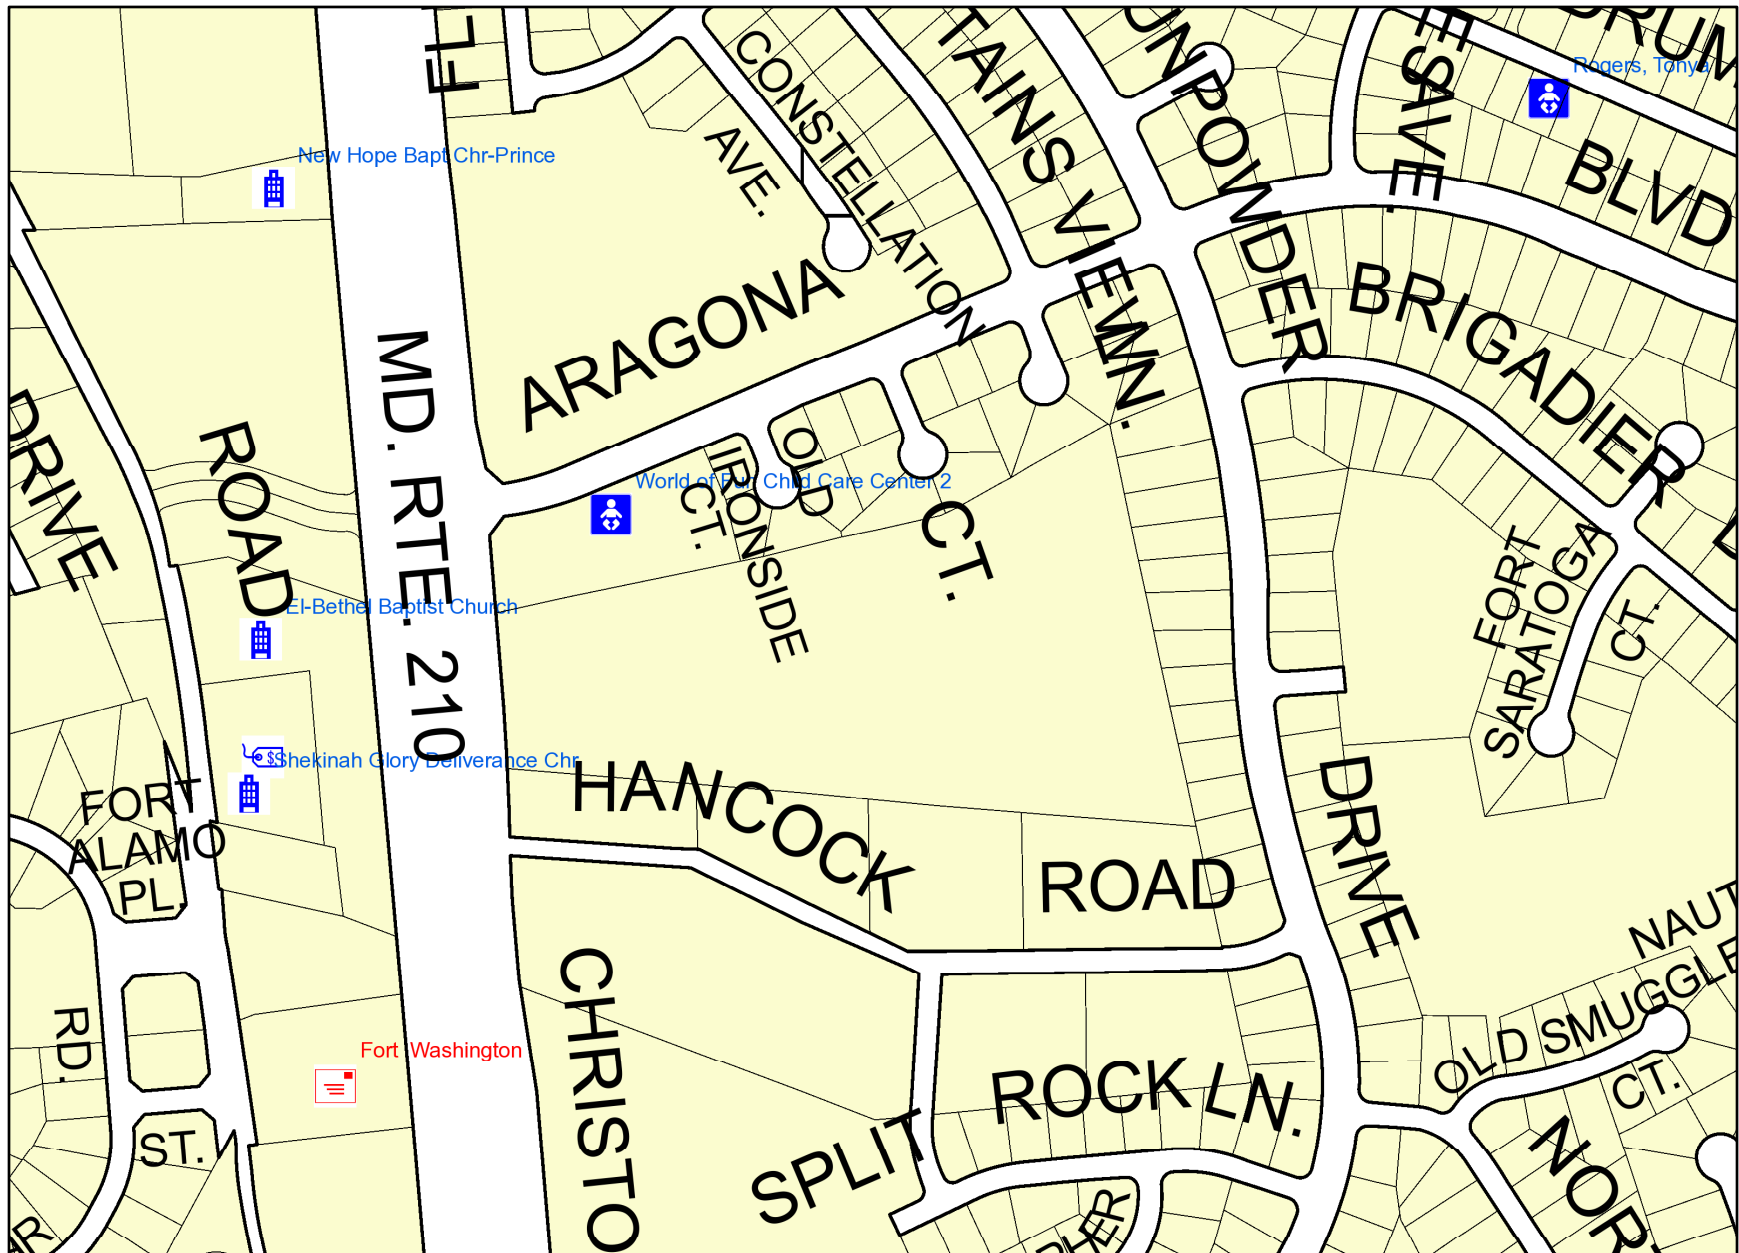 CONSTELLATION
AVE.
BLVD
Rogers, Tonya
New Hope Bapt Chr-Prince
ARAGONA
GUNPOWDER
BRIGADIER
MD. RTE. 210
ROAD
DRIVE
OLD
IRONSIDE
CT.
World of Fun Child Care Center 2
CT.
FORT
SARATOGA
CT.
El-Bethel Baptist Church
Shekinah Glory Deliverance Chr
FORT
ALAMO
PL.
HANCOCK
ROAD
DRIVE
OLD SMUGGLE
CT.
RD.
Fort Washington
CHRISTO
ROCK LN.
SPLIT
ST.